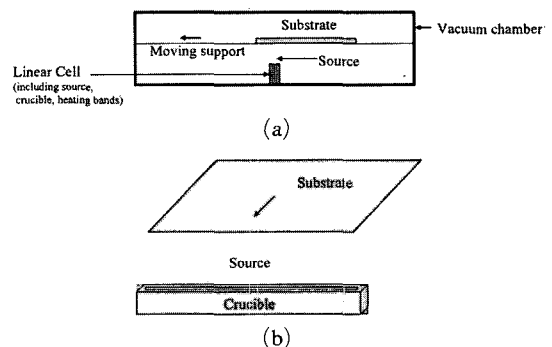 Substrate
Vacuum chamber
Moving support
Source
Linear Cell
(including source,
crucible, heating bands)
(a)
Substrate
Source
Crucible
(b)